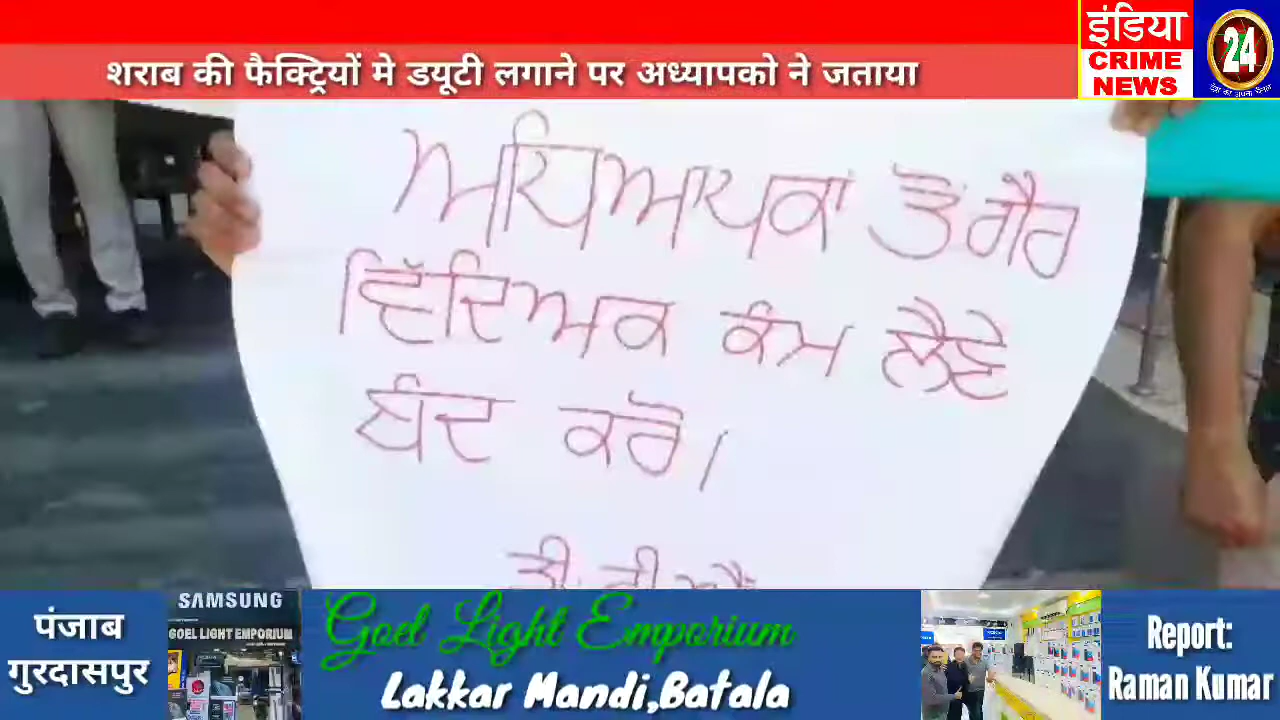 इंडिया
CRIME
NEWS
24
शराब की फैक्ट्रियों मे डयूटी लगाने पर अध्यापको ने जताया
ਅਧਿਆਪਕਾਂ ਤੋਂ ਗੈਰ
ਵਿੱਦਿਅਕ ਕੰਮ ਲੈਣੇ
ਬੰਦ ਕਰੋ।
पंजाब
गुरदासपुर
SAMSUNG
GOEL LIGHT EMPORIUM
Goel Light Emporium
Lakkar Mandi,Batala
Report:
Raman Kumar